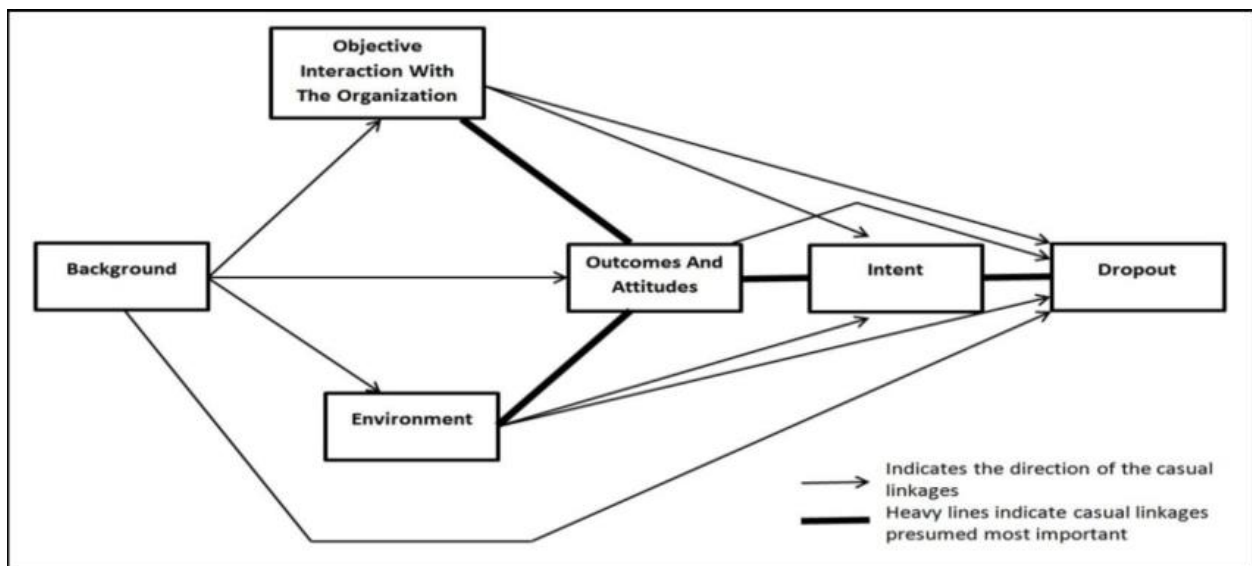 Objective
Interaction With
The Organization
Background
Outcomes And
Attitudes
Intent
Dropout
Environment
Indicates the direction of the casual
linkages
Heavy lines indicate casual linkages
presumed most important